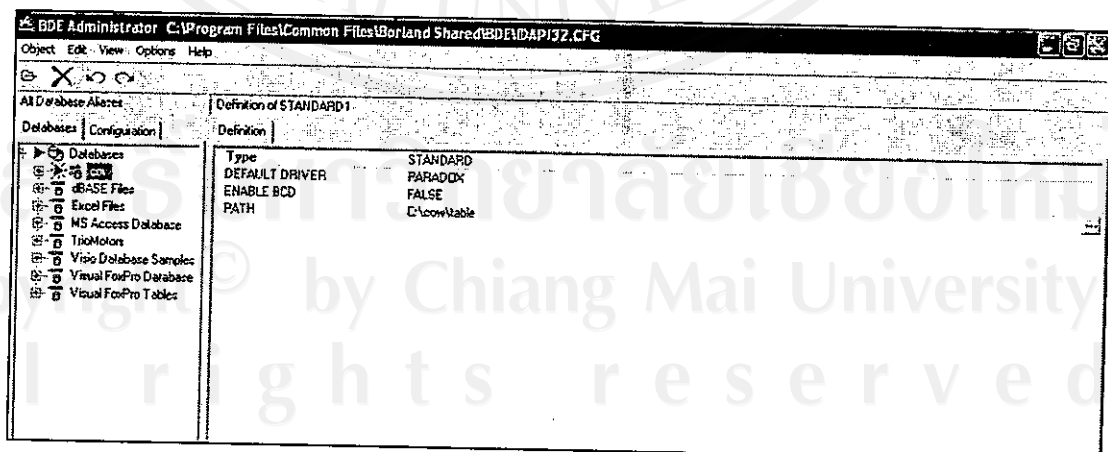 BDE Administrator C:\Program Files\Common Files\Borland Shared\BDE\IDAPI32.CFG
Object Edit View Options Help
All Database Aliases
Definition of STANDARD1
Databases Configuration
Definition
Databases
dBASE Files
Excel Files
MS Access Database
TrioMotors
Visio Database Samples
Visual FoxPro Database
Visual FoxPro Tables
Type STANDARD
DEFAULT DRIVER PARADOX
ENABLE BCD FALSE
PATH C:\cow\table
by Chiang Mai University
rights reserved